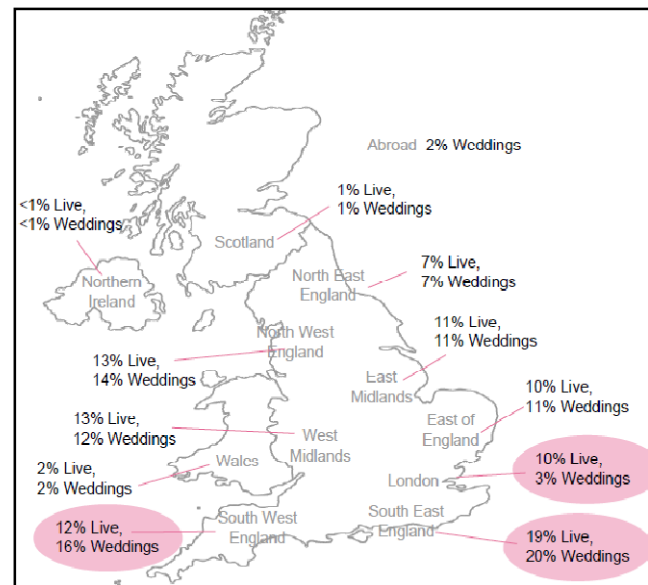 Abroad 2% Weddings
1% Live,
1% Weddings
<1% Live,
<1% Weddings
Scotland
Northern
Ireland
North East
England
7% Live,
7% Weddings
North West
England
11% Live,
11% Weddings
13% Live,
14% Weddings
East
Midlands
10% Live,
11% Weddings
East of
England
13% Live,
12% Weddings
West
Midlands
Wales
2% Live,
2% Weddings
London
10% Live,
3% Weddings
12% Live,
16% Weddings
South West
England
South East
England
19% Live,
20% Weddings